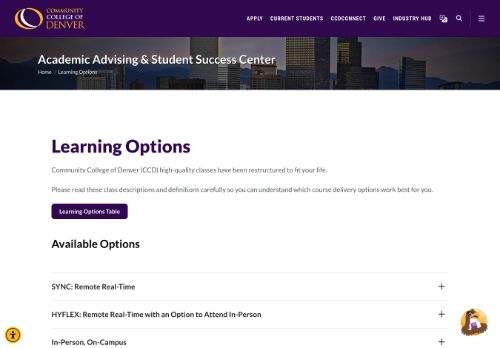 COMMUNITY
COLLEGE OF
DENVER
APPLY CURRENT STUDENTS CCDCONNECT GIVE INDUSTRY HUB
Academic Advising & Student Success Center
Home / Learning Options
Learning Options
Community College of Denver (CCD) high-quality classes have been restructured to fit your life.
Please read these class descriptions and definitions carefully so you can understand which course delivery options work best for you.
Learning Options Table
Available Options
SYNC: Remote Real-Time
HYFLEX: Remote Real-Time with an Option to Attend In-Person
In-Person, On-Campus